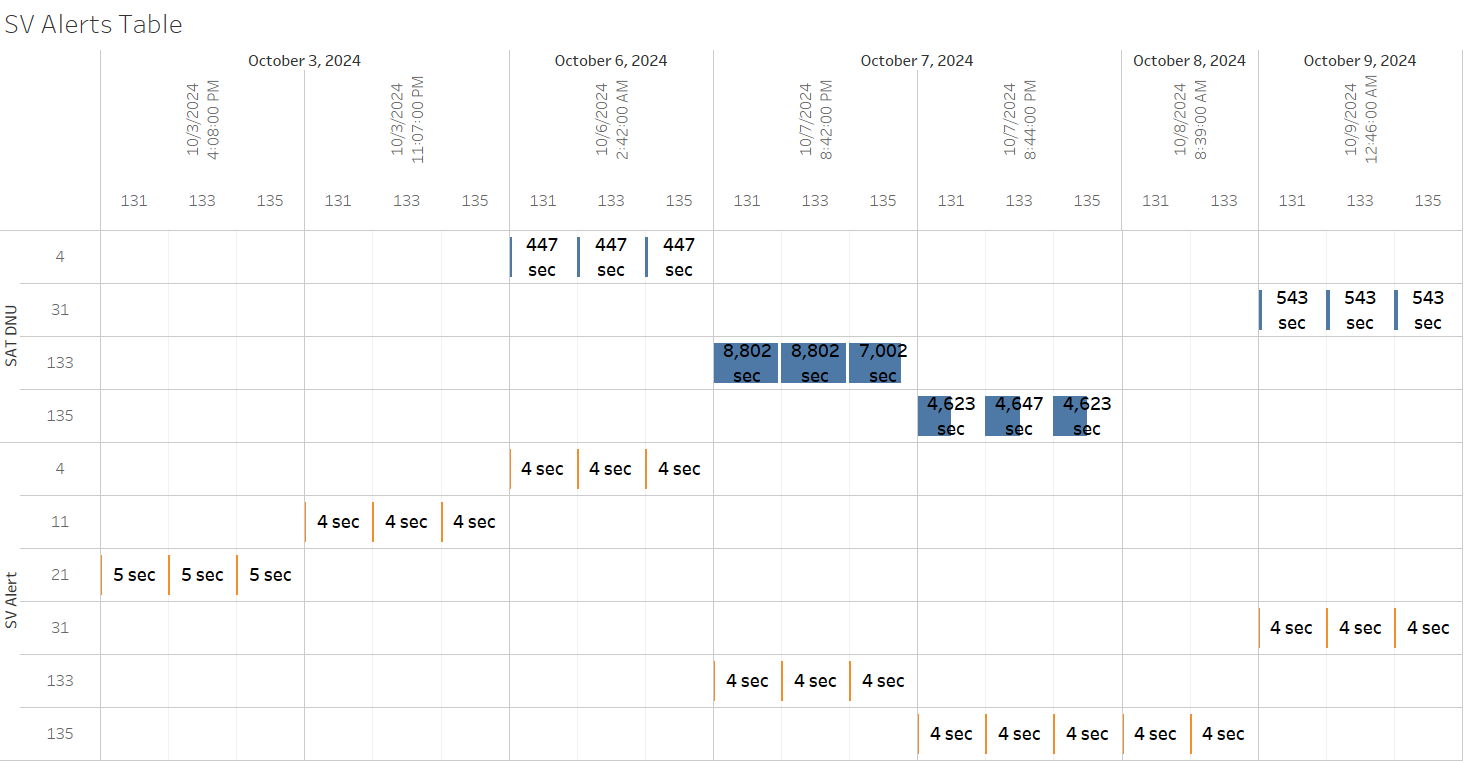 SV Alerts Table
October 3, 2024 October 6, 2024 October 7, 2024 October 8, 2024 October 9, 2024
10/3/2024 4:08:00 PM 10/3/2024 11:07:00 PM 10/6/2024 2:42:00 AM 10/7/2024 8:42:00 PM 10/7/2024 8:44:00 PM 10/8/2024 8:39:00 AM 10/9/2024 12:46:00 AM
131 133 135 131 133 135 131 133 135 131 133 135 131 133 135 131 133 131 133 135
SAT DNU
4 447 sec 447 sec 447 sec
31 543 sec 543 sec 543 sec
133 8,802 sec 8,802 sec 7,002 sec
135 4,623 sec 4,647 sec 4,623 sec
SV Alert
4 4 sec 4 sec 4 sec
11 4 sec 4 sec 4 sec
21 5 sec 5 sec 5 sec
31 4 sec 4 sec 4 sec
133 4 sec 4 sec 4 sec
135 4 sec 4 sec 4 sec 4 sec 4 sec